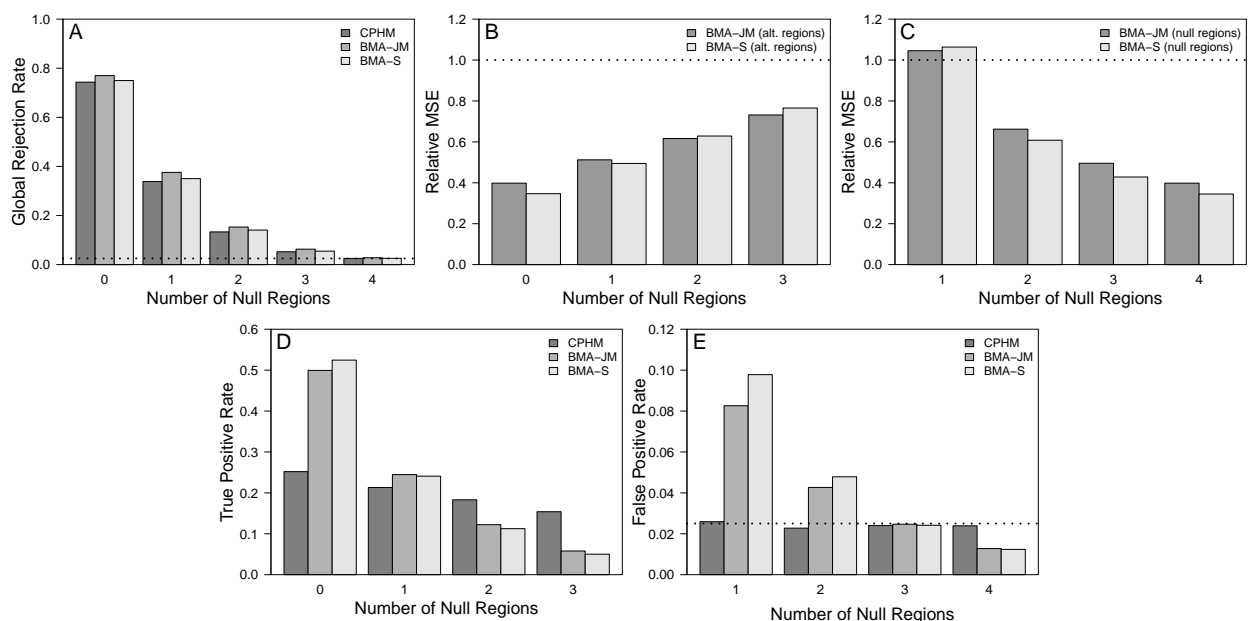 A
CPHM
BMA−JM
BMA−S
Global Rejection Rate
1.0
0.8
0.6
0.4
0.2
0.0
0 1 2 3 4
Number of Null Regions
B
BMA−JM (alt. regions)
BMA−S (alt. regions)
Relative MSE
1.2
1.0
0.8
0.6
0.4
0.2
0.0
0 1 2 3
Number of Null Regions
C
BMA−JM (null regions)
BMA−S (null regions)
Relative MSE
1.2
1.0
0.8
0.6
0.4
0.2
0.0
1 2 3 4
Number of Null Regions
D
CPHM
BMA−JM
BMA−S
True Positive Rate
0.6
0.5
0.4
0.3
0.2
0.1
0.0
0 1 2 3
Number of Null Regions
E
CPHM
BMA−JM
BMA−S
False Positive Rate
0.12
0.10
0.08
0.06
0.04
0.02
0.00
1 2 3 4
Number of Null Regions